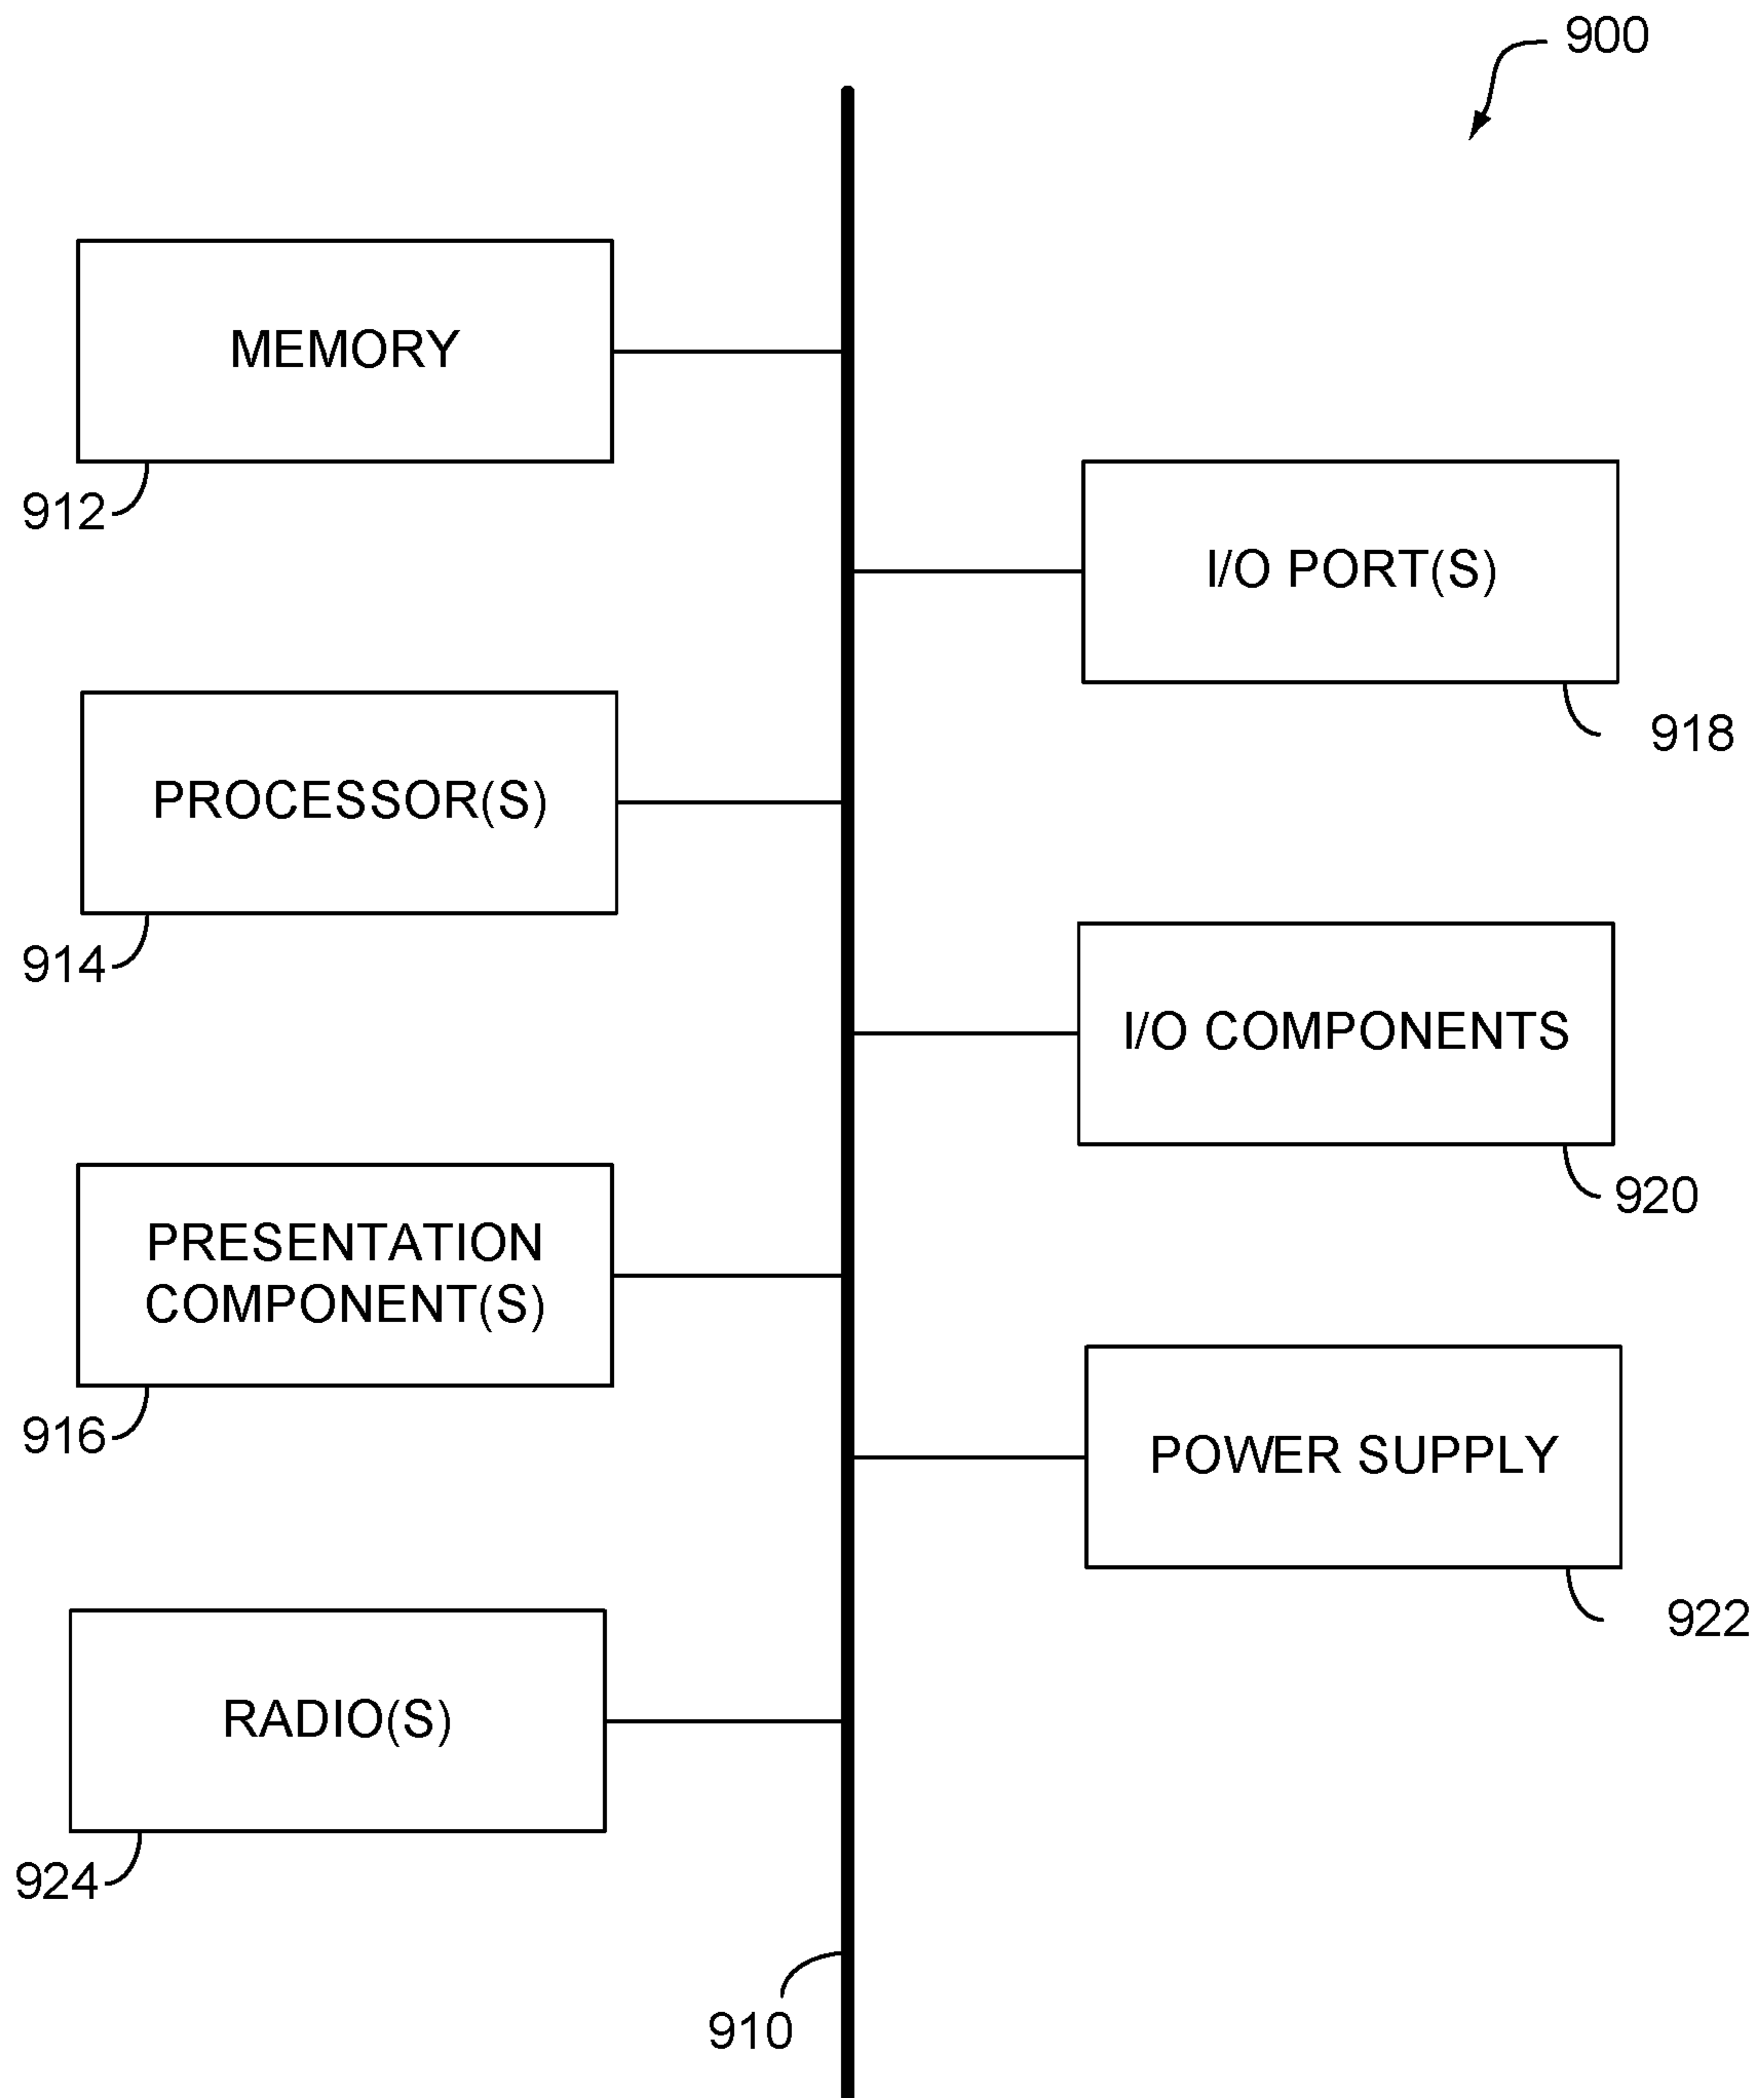 900
MEMORY
912
I/O PORT(S)
918
PROCESSOR(S)
914
I/O COMPONENTS
920
PRESENTATION
COMPONENT(S)
916
POWER SUPPLY
922
RADIO(S)
924
910